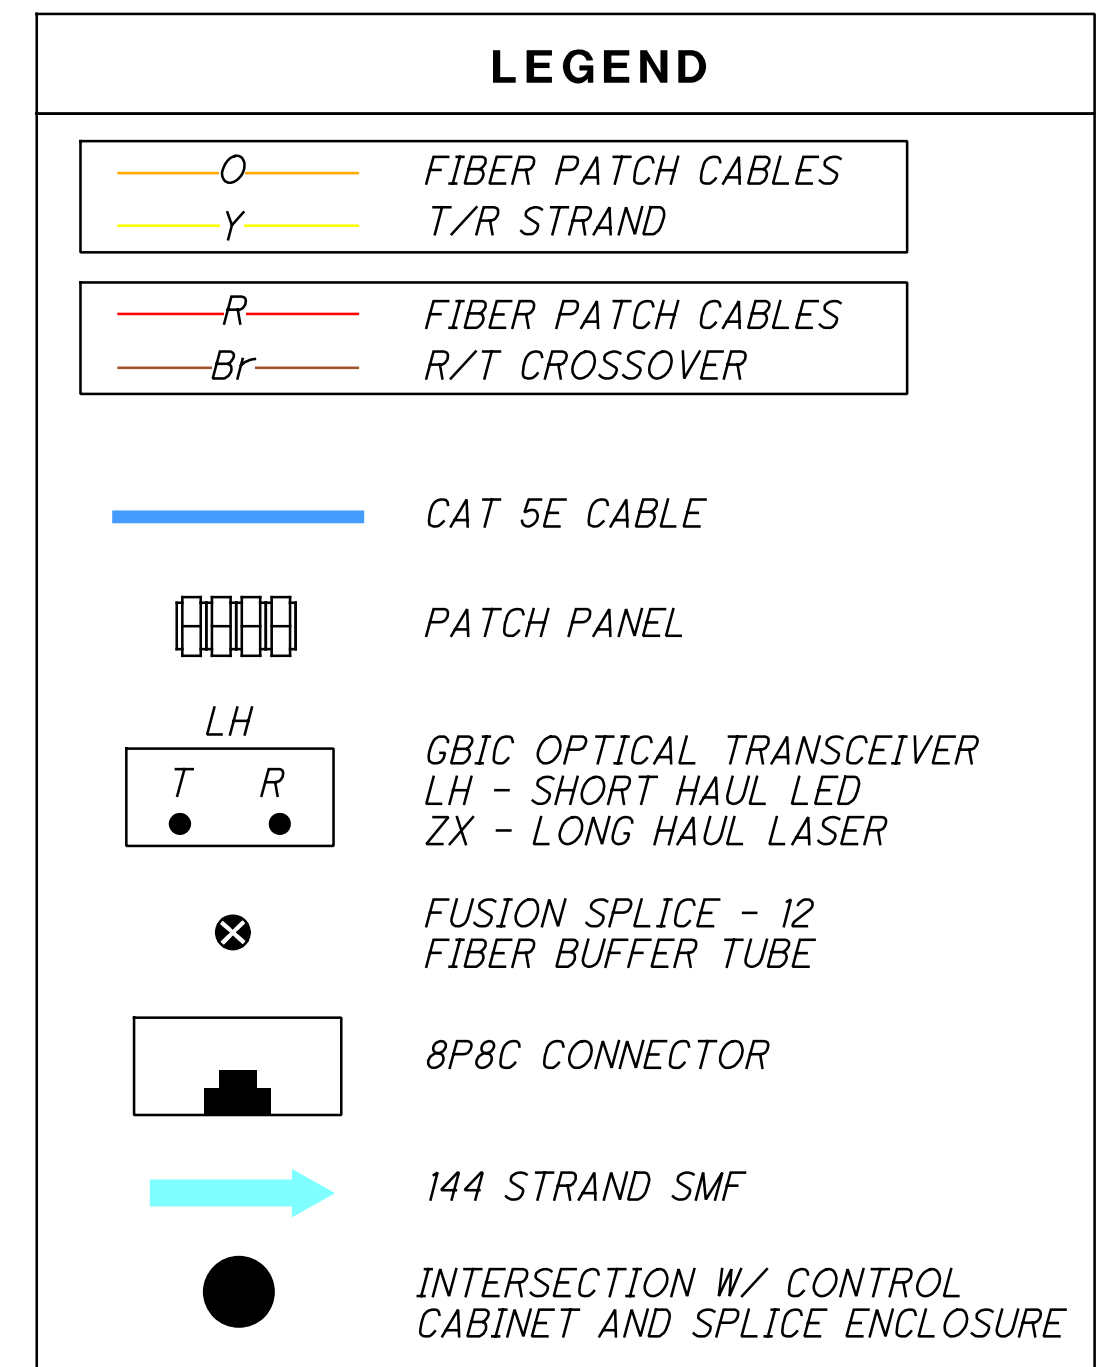 LEGEND
O FIBER PATCH CABLES
Y T/R STRAND
R FIBER PATCH CABLES
Br R/T CROSSOVER
CAT 5E CABLE
PATCH PANEL
LH
T R
GBIC OPTICAL TRANSCEIVER
LH - SHORT HAUL LED
ZX - LONG HAUL LASER
FUSION SPLICE - 12
FIBER BUFFER TUBE
8P8C CONNECTOR
144 STRAND SMF
INTERSECTION W/ CONTROL
CABINET AND SPLICE ENCLOSURE